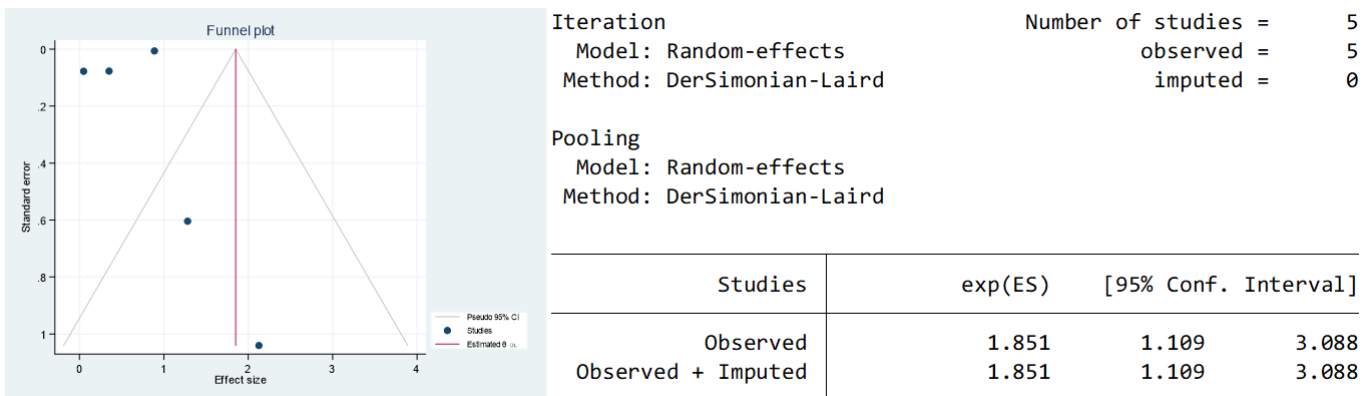 Funnel plot
0
.2
.4
.6
.8
1
Standard error
0 1 2 3 4
Effect size
Pseudo 95% CI
Studies
Estimated θ DL
Iteration Number of studies = 5
Model: Random-effects observed = 5
Method: DerSimonian-Laird imputed = 0
Pooling
Model: Random-effects
Method: DerSimonian-Laird
Studies exp(ES) [95% Conf. Interval]
Observed 1.851 1.109 3.088
Observed + Imputed 1.851 1.109 3.088